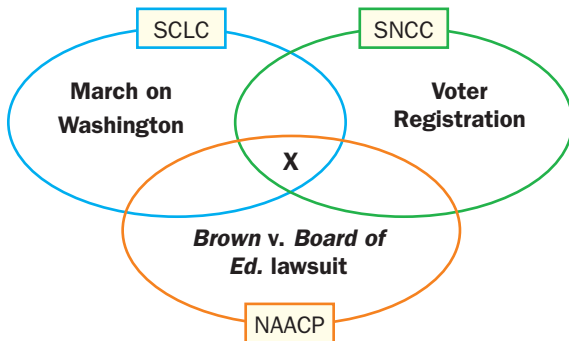 SCLC
SNCC
March on
Washington
Voter
Registration
X
Brown v. Board of
Ed. lawsuit
NAACP